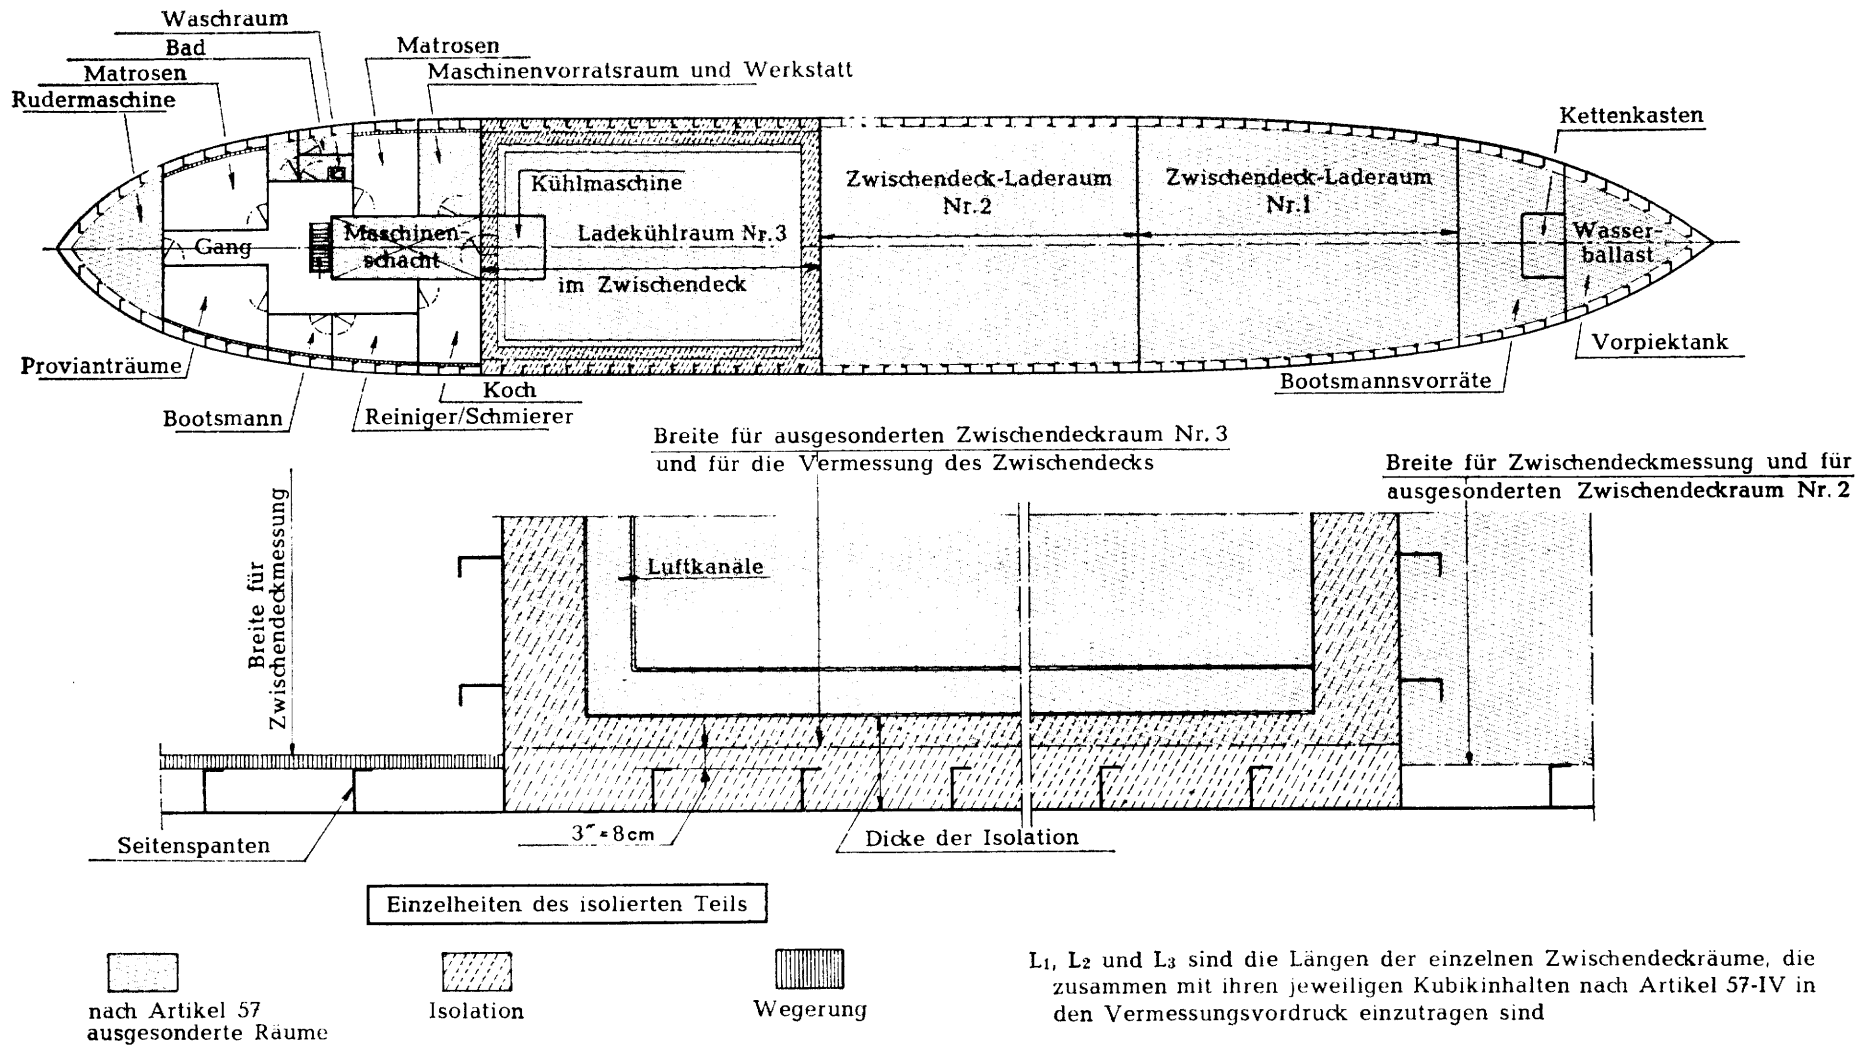 Waschraum
Bad
Matrosen
Rudermaschine
Matrosen
Maschinenvorratsraum und Werkstatt
Kettenkasten
Kühlmaschine
Zwischendeck-Laderaum
Nr.2
Zwischendeck-Laderaum
Nr.1
Gang
Maschinen-
schacht
Ladekühlraum Nr.3
im Zwischendeck
Wasser-
ballast
Provianträume
Bootsmann
Reiniger/Schmierer
Koch
Vorpiektank
Bootsmannsvorräte
Breite für ausgesonderten Zwischendeckraum Nr. 3
und für die Vermessung des Zwischendecks
Breite für Zwischendeckmessung und für
ausgesonderten Zwischendeckraum Nr. 2
Breite für
Zwischendeckmessung
Luftkanäle
Seitenspanten
3" = 8cm
Dicke der Isolation
Einzelheiten des isolierten Teils
nach Artikel 57
ausgesonderte Räume
Isolation
Wegerung
L1, L2 und L3 sind die Längen der einzelnen Zwischendeckräume, die
zusammen mit ihren jeweiligen Kubikinhalten nach Artikel 57-IV in
den Vermessungsvordruck einzutragen sind